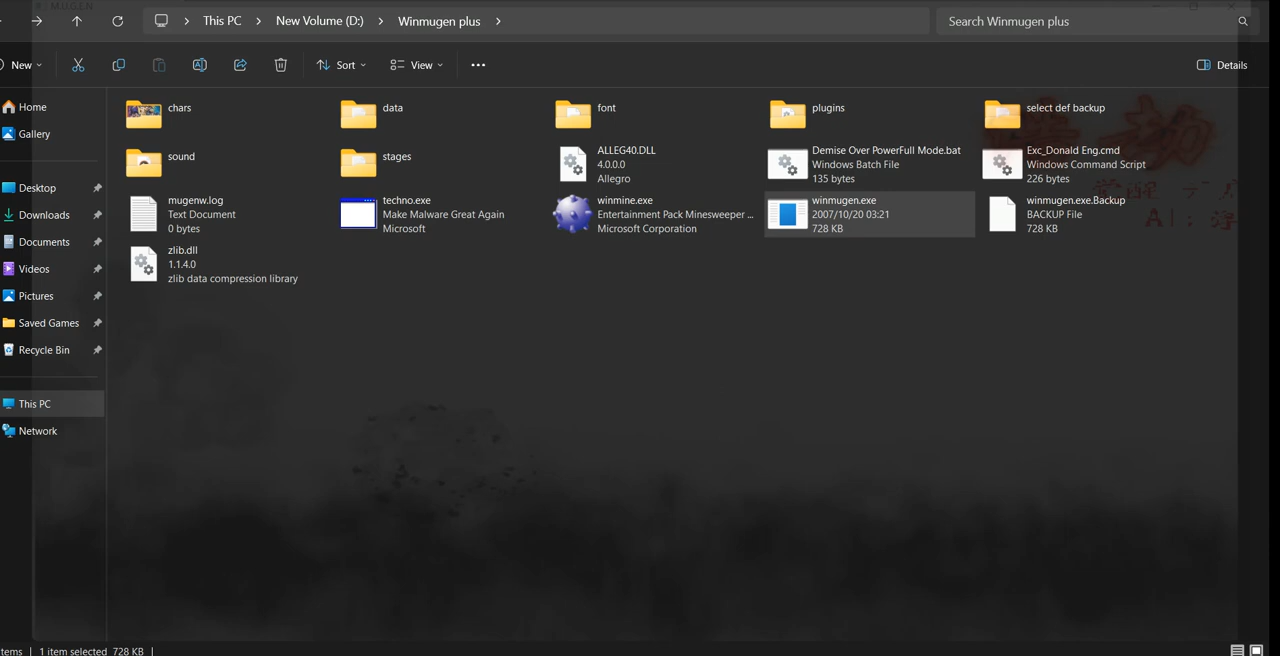 M.U.G.E.N
This PC
New Volume (D:)
Winmugen plus
Search Winmugen plus
New
Sort
View
Details
Home
Gallery
Desktop
Downloads
Documents
Videos
Pictures
Saved Games
Recycle Bin
This PC
Network
chars
data
font
plugins
select def backup
sound
stages
ALLEG40.DLL
4.0.0.0
Allegro
Demise Over PowerFull Mode.bat
Windows Batch File
135 bytes
Exc_Donald Eng.cmd
Windows Command Script
226 bytes
mugenw.log
Text Document
0 bytes
techno.exe
Make Malware Great Again
Microsoft
winmine.exe
Entertainment Pack Minesweeper ...
Microsoft Corporation
winmugen.exe
2007/10/20 03:21
728 KB
winmugen.exe.Backup
BACKUP File
728 KB
zlib.dll
1.1.4.0
zlib data compression library
AI:
tems
1 item selected 728 KB